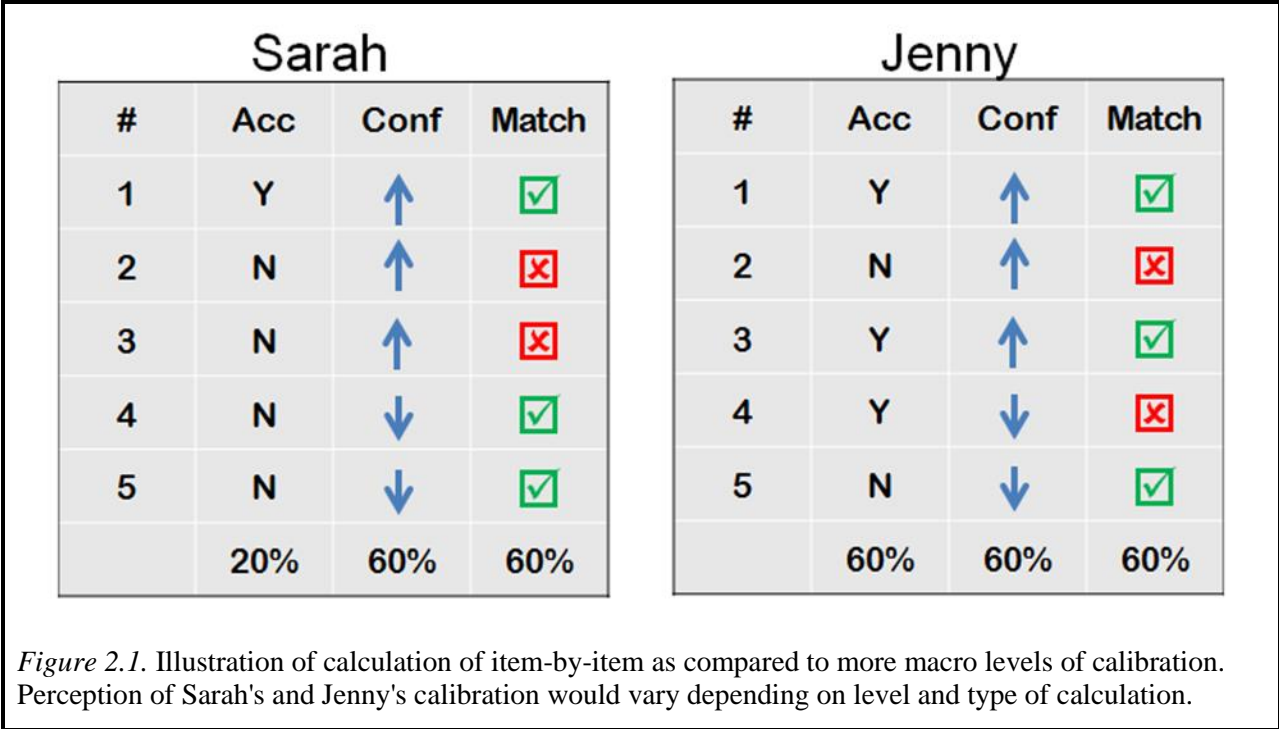 Sarah
# Acc Conf Match
1 Y
2 N
3 N
4 N
5 N
20% 60% 60%
Jenny
# Acc Conf Match
1 Y
2 N
3 Y
4 Y
5 N
60% 60% 60%
Figure 2.1. Illustration of calculation of item-by-item as compared to more macro levels of calibration.
Perception of Sarah's and Jenny's calibration would vary depending on level and type of calculation.